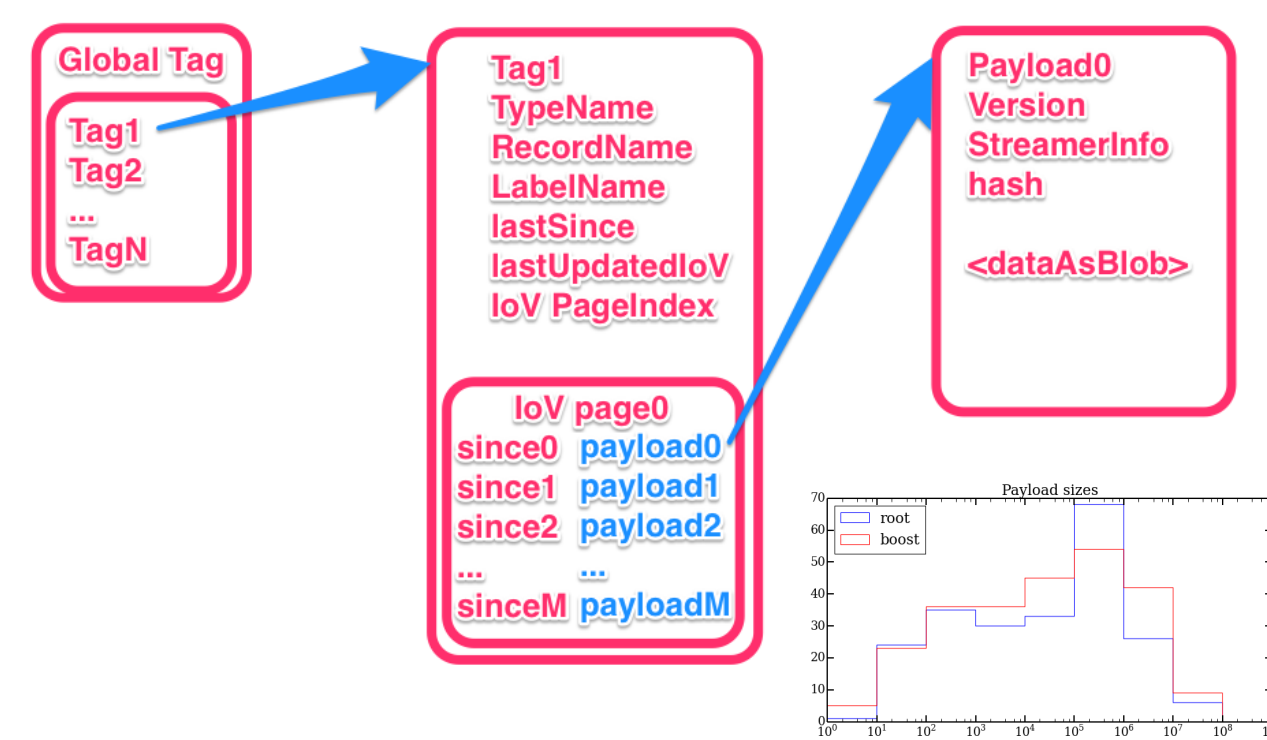 Global Tag
Tag1
Tag2
...
TagN
Tag1
TypeName
RecordName
LabelName
lastSince
lastUpdatedIoV
IoV PageIndex
IoV page0
since0 payload0
since1 payload1
since2 payload2
... ...
sinceM payloadM
Payload0
Version
StreamerInfo
hash
<dataAsBlob>
Payload sizes
root
boost
70
60
50
40
30
20
10
0
10⁰ 10¹ 10² 10³ 10⁴ 10⁵ 10⁶ 10⁷ 10⁸